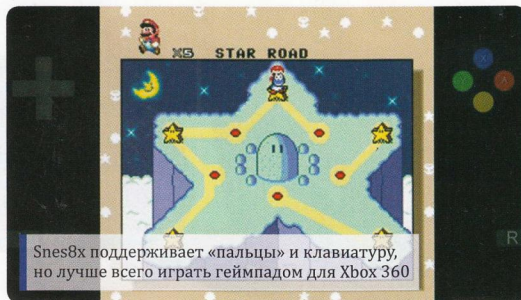 X5 STAR ROAD
X
R
Snes8x поддерживает «пальцы» и клавиатуру,
но лучше всего играть геймпадом для Xbox 360